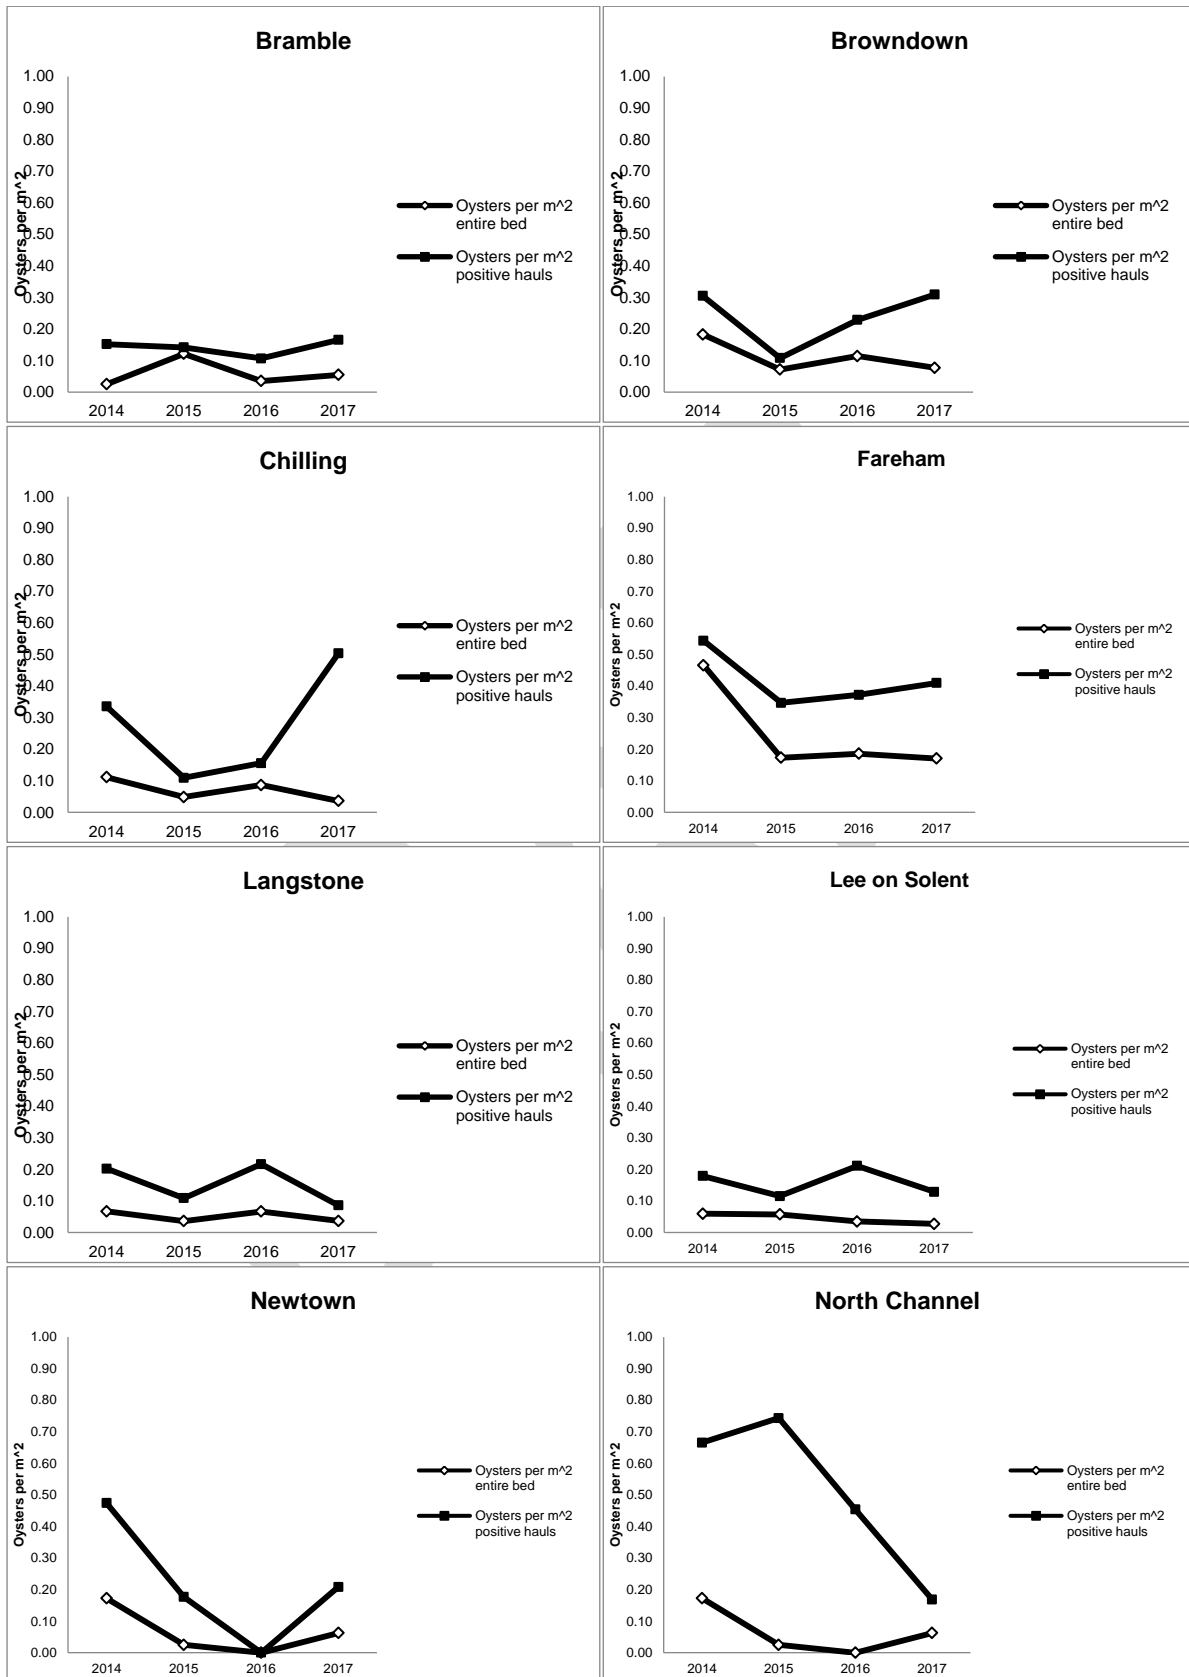 Bramble
1.00
0.90
0.80
0.70
0.60
0.50
0.40
0.30
0.20
0.10
0.00
Oysters per m^2
2014 2015 2016 2017
Oysters per m^2
entire bed
Oysters per m^2
positive hauls
Browndown
1.00
0.90
0.80
0.70
0.60
0.50
0.40
0.30
0.20
0.10
0.00
Oysters per m^2
2014 2015 2016 2017
Oysters per m^2
entire bed
Oysters per m^2
positive hauls
Chilling
1.00
0.90
0.80
0.70
0.60
0.50
0.40
0.30
0.20
0.10
0.00
Oysters per m^2
2014 2015 2016 2017
Oysters per m^2
entire bed
Oysters per m^2
positive hauls
Fareham
1.00
0.90
0.80
0.70
0.60
0.50
0.40
0.30
0.20
0.10
0.00
Oysters per m^2
2014 2015 2016 2017
Oysters per m^2
entire bed
Oysters per m^2
positive hauls
Langstone
1.00
0.90
0.80
0.70
0.60
0.50
0.40
0.30
0.20
0.10
0.00
Oysters per m^2
2014 2015 2016 2017
Oysters per m^2
entire bed
Oysters per m^2
positive hauls
Lee on Solent
1.00
0.90
0.80
0.70
0.60
0.50
0.40
0.30
0.20
0.10
0.00
Oysters per m^2
2014 2015 2016 2017
Oysters per m^2
entire bed
Oysters per m^2
positive hauls
Newtown
1.00
0.90
0.80
0.70
0.60
0.50
0.40
0.30
0.20
0.10
0.00
Oysters per m^2
2014 2015 2016 2017
Oysters per m^2
entire bed
Oysters per m^2
positive hauls
North Channel
1.00
0.90
0.80
0.70
0.60
0.50
0.40
0.30
0.20
0.10
0.00
Oysters per m^2
2014 2015 2016 2017
Oysters per m^2
entire bed
Oysters per m^2
positive hauls